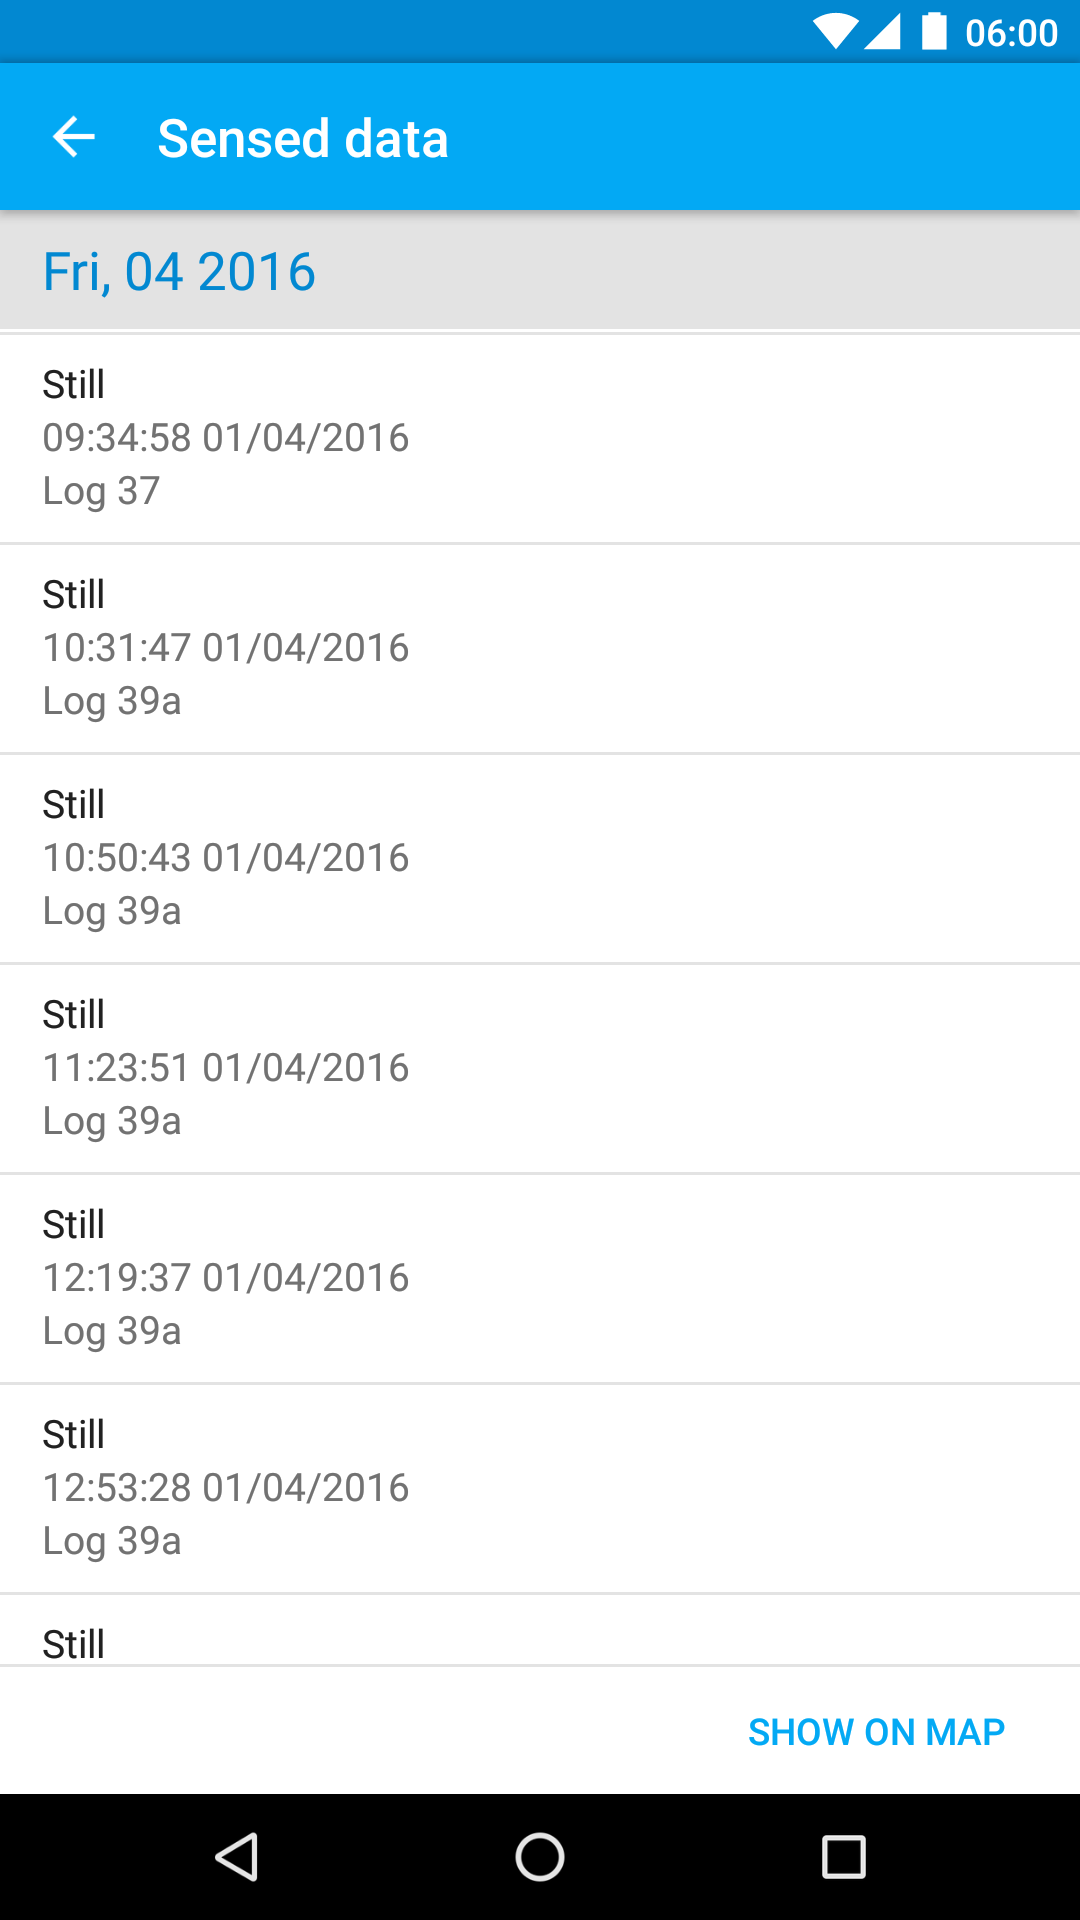 06:00
Sensed data
Fri, 04 2016
Still
09:34:58 01/04/2016
Log 37
Still
10:31:47 01/04/2016
Log 39a
Still
10:50:43 01/04/2016
Log 39a
Still
11:23:51 01/04/2016
Log 39a
Still
12:19:37 01/04/2016
Log 39a
Still
12:53:28 01/04/2016
Log 39a
Still
SHOW ON MAP